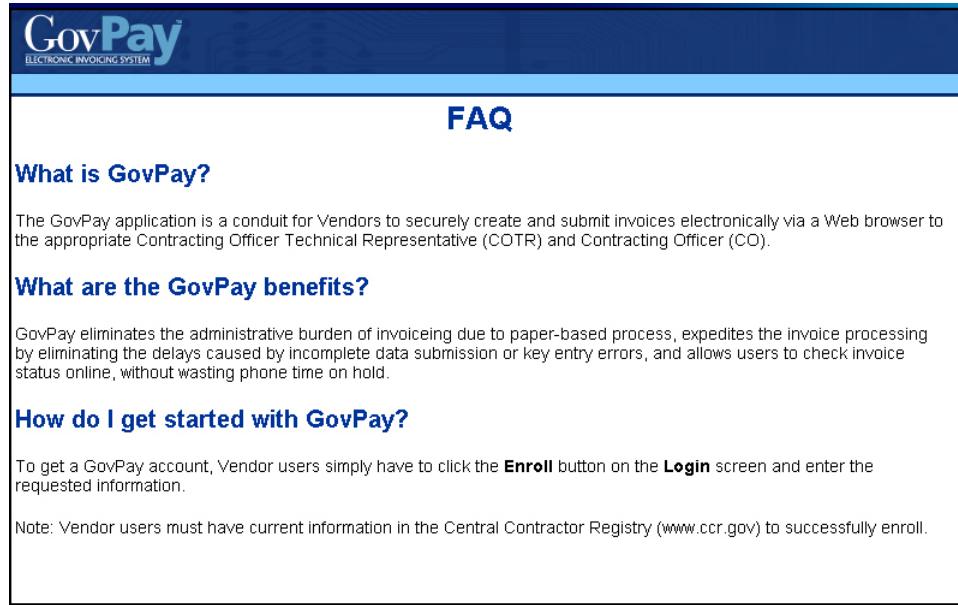 GovPay
ELECTRONIC INVOICING SYSTEM
FAQ
What is GovPay?
The GovPay application is a conduit for Vendors to securely create and submit invoices electronically via a Web browser to
the appropriate Contracting Officer Technical Representative (COTR) and Contracting Officer (CO).
What are the GovPay benefits?
GovPay eliminates the administrative burden of invoiceing due to paper-based process, expedites the invoice processing
by eliminating the delays caused by incomplete data submission or key entry errors, and allows users to check invoice
status online, without wasting phone time on hold.
How do I get started with GovPay?
To get a GovPay account, Vendor users simply have to click the Enroll button on the Login screen and enter the
requested information.
Note: Vendor users must have current information in the Central Contractor Registry (www.ccr.gov) to successfully enroll.